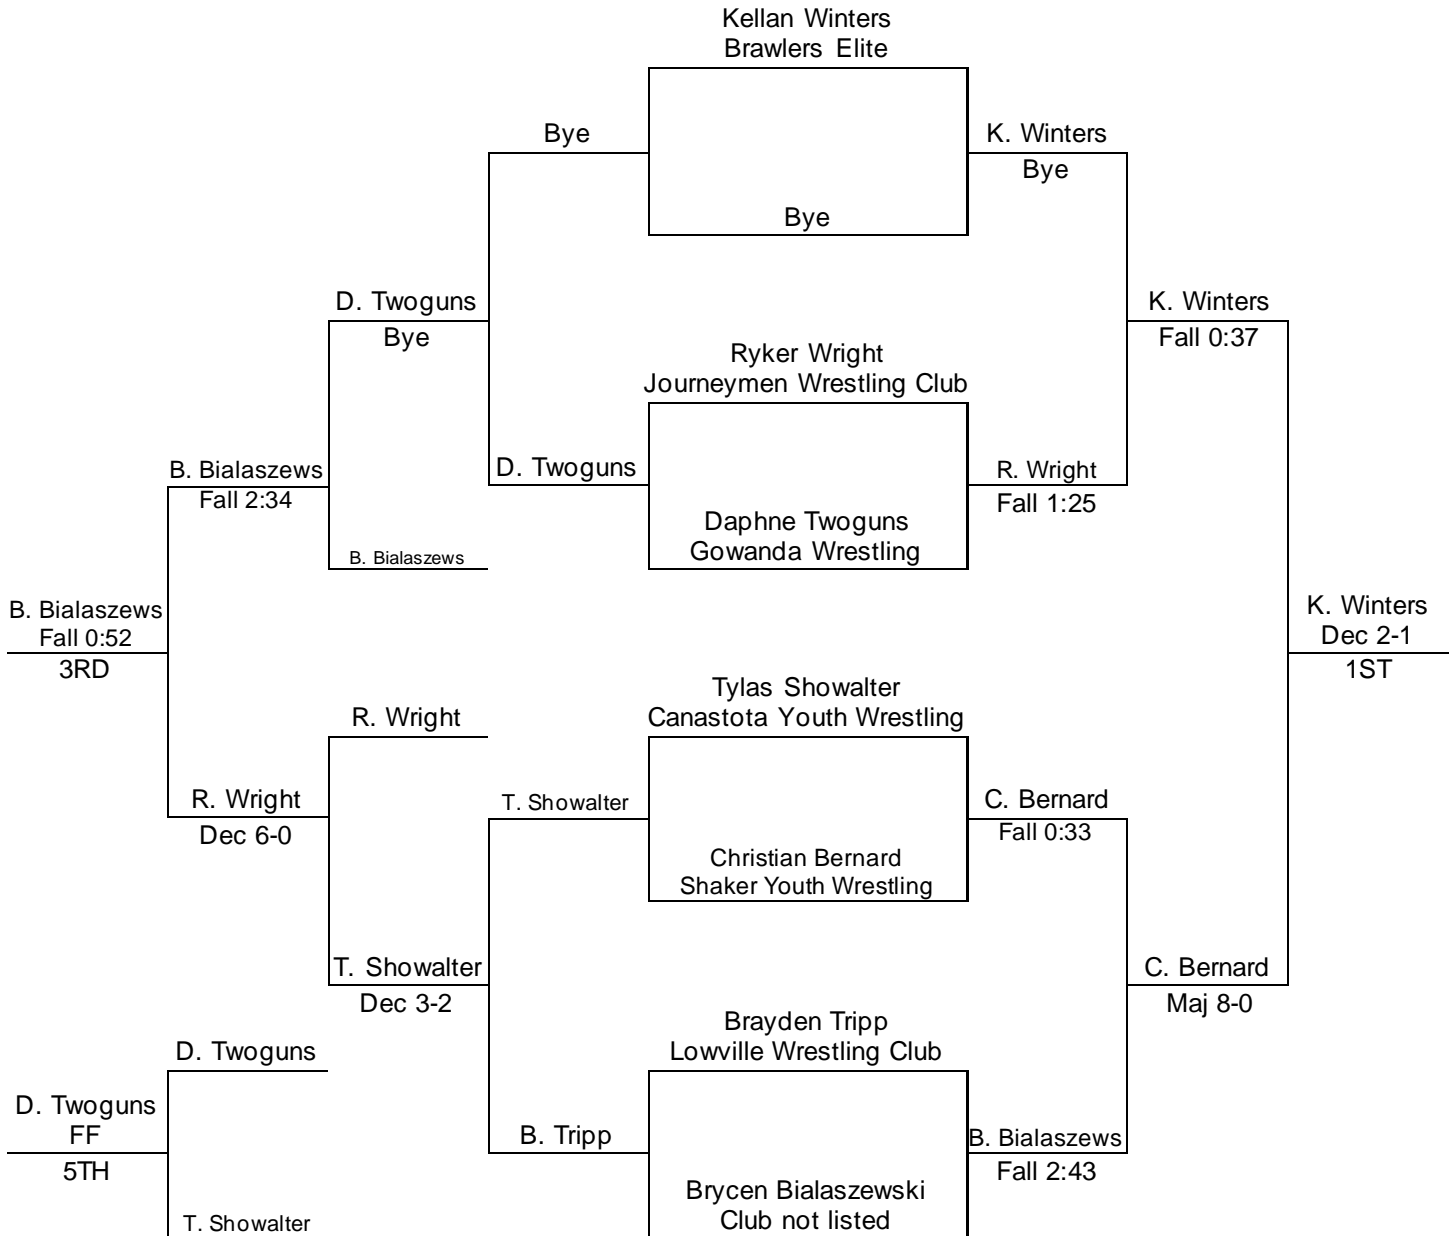 Kellan Winters
Brawlers Elite
Bye
K. Winters
Bye
Bye
D. Twoguns
Bye
K. Winters
Fall 0:37
Ryker Wright
Journeymen Wrestling Club
B. Bialaszews
Fall 2:34
D. Twoguns
R. Wright
Fall 1:25
Daphne Twoguns
Gowanda Wrestling
B. Bialaszews
B. Bialaszews
Fall 0:52
3RD
K. Winters
Dec 2-1
1ST
Tylas Showalter
Canastota Youth Wrestling
R. Wright
R. Wright
Dec 6-0
T. Showalter
C. Bernard
Fall 0:33
Christian Bernard
Shaker Youth Wrestling
T. Showalter
Dec 3-2
C. Bernard
Maj 8-0
Brayden Tripp
Lowville Wrestling Club
D. Twoguns
D. Twoguns
FF
5TH
B. Tripp
B. Bialaszews
Fall 2:43
Brycen Bialaszewski
Club not listed
T. Showalter